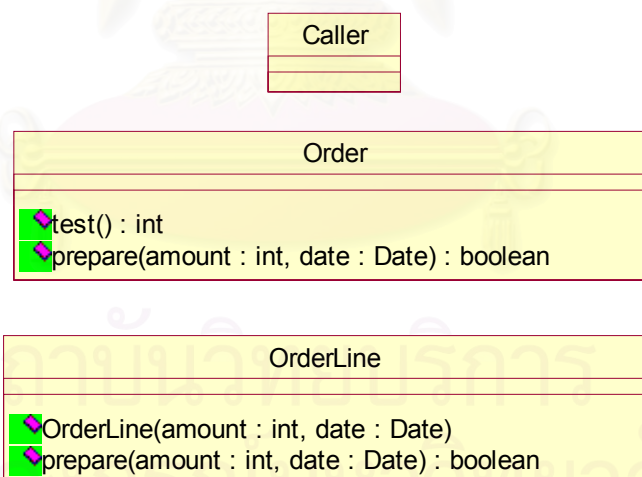 Caller
Order
test() : int
prepare(amount : int, date : Date) : boolean
OrderLine
OrderLine(amount : int, date : Date)
prepare(amount : int, date : Date) : boolean